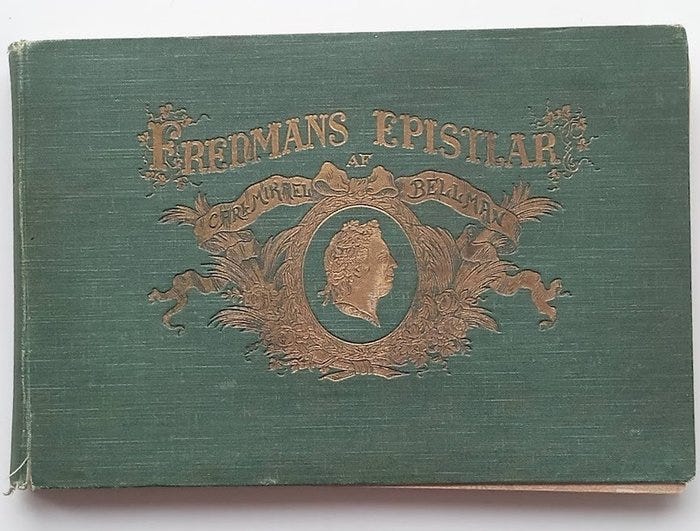 FREDMANS EPISTLAR
AF
CARL MIKAEL BELLMAN